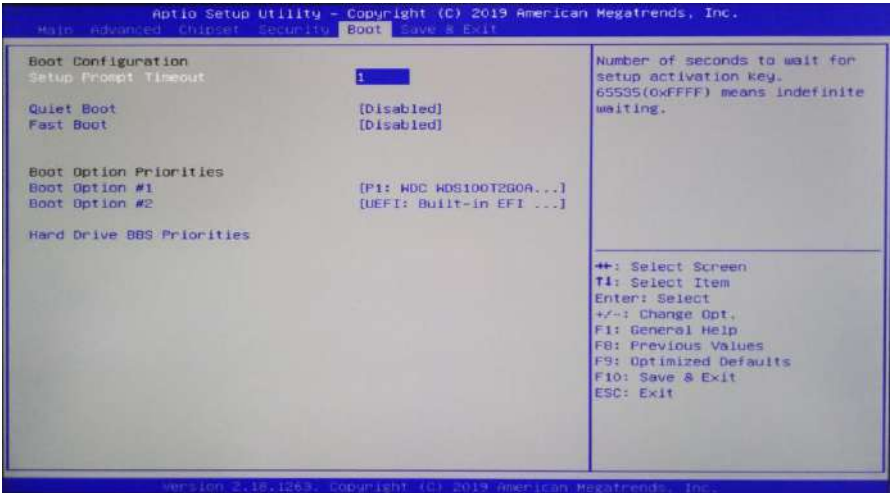 Aptio Setup Utility – Copyright (C) 2019 American Megatrends, Inc.
Main Advanced Chipset Security Boot Save & Exit
Boot Configuration
Setup Prompt Timeout 1
Quiet Boot [Disabled]
Fast Boot [Disabled]
Boot Option Priorities
Boot Option #1 [P1: WDC WDS100T2G0A...]
Boot Option #2 [UEFI: Built-in EFI ...]
Hard Drive BBS Priorities
Number of seconds to wait for
setup activation key.
65535(0xFFFF) means indefinite
waiting.
→←: Select Screen
↑↓: Select Item
Enter: Select
+/-: Change Opt.
F1: General Help
F8: Previous Values
F9: Optimized Defaults
F10: Save & Exit
ESC: Exit
Version 2.18.1263. Copyright (C) 2019 American Megatrends, Inc.